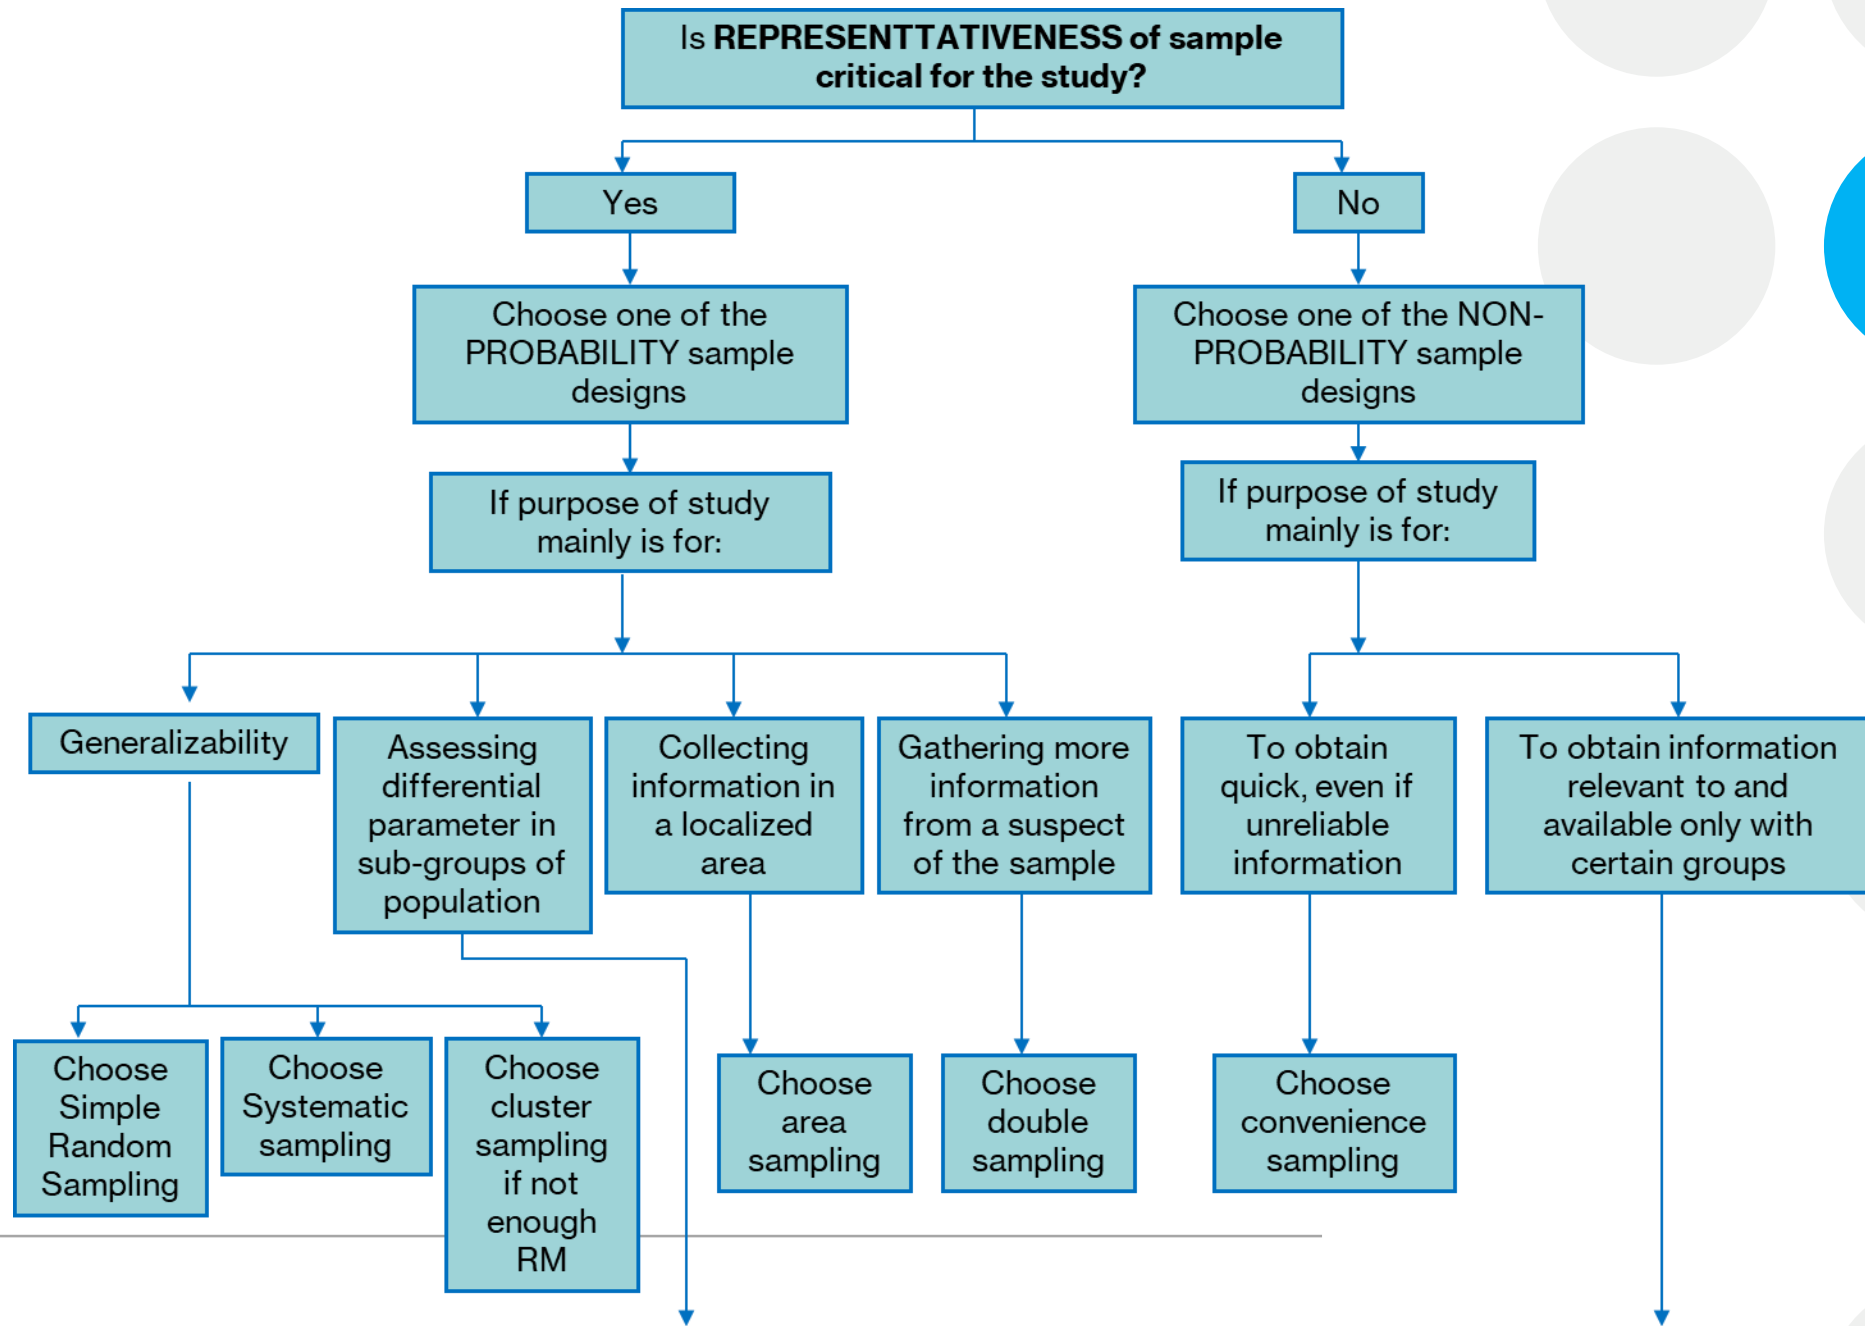 Is REPRESENTTATIVENESS of sample
critical for the study?
Yes
No
Choose one of the
PROBABILITY sample
designs
Choose one of the NON-
PROBABILITY sample
designs
If purpose of study
mainly is for:
If purpose of study
mainly is for:
Generalizability
Assessing
differential
parameter in
sub-groups of
population
Collecting
information in
a localized
area
Gathering more
information
from a suspect
of the sample
To obtain
quick, even if
unreliable
information
To obtain information
relevant to and
available only with
certain groups
Choose
Simple
Random
Sampling
Choose
Systematic
sampling
Choose
cluster
sampling
if not
enough
RM
Choose
area
sampling
Choose
double
sampling
Choose
convenience
sampling